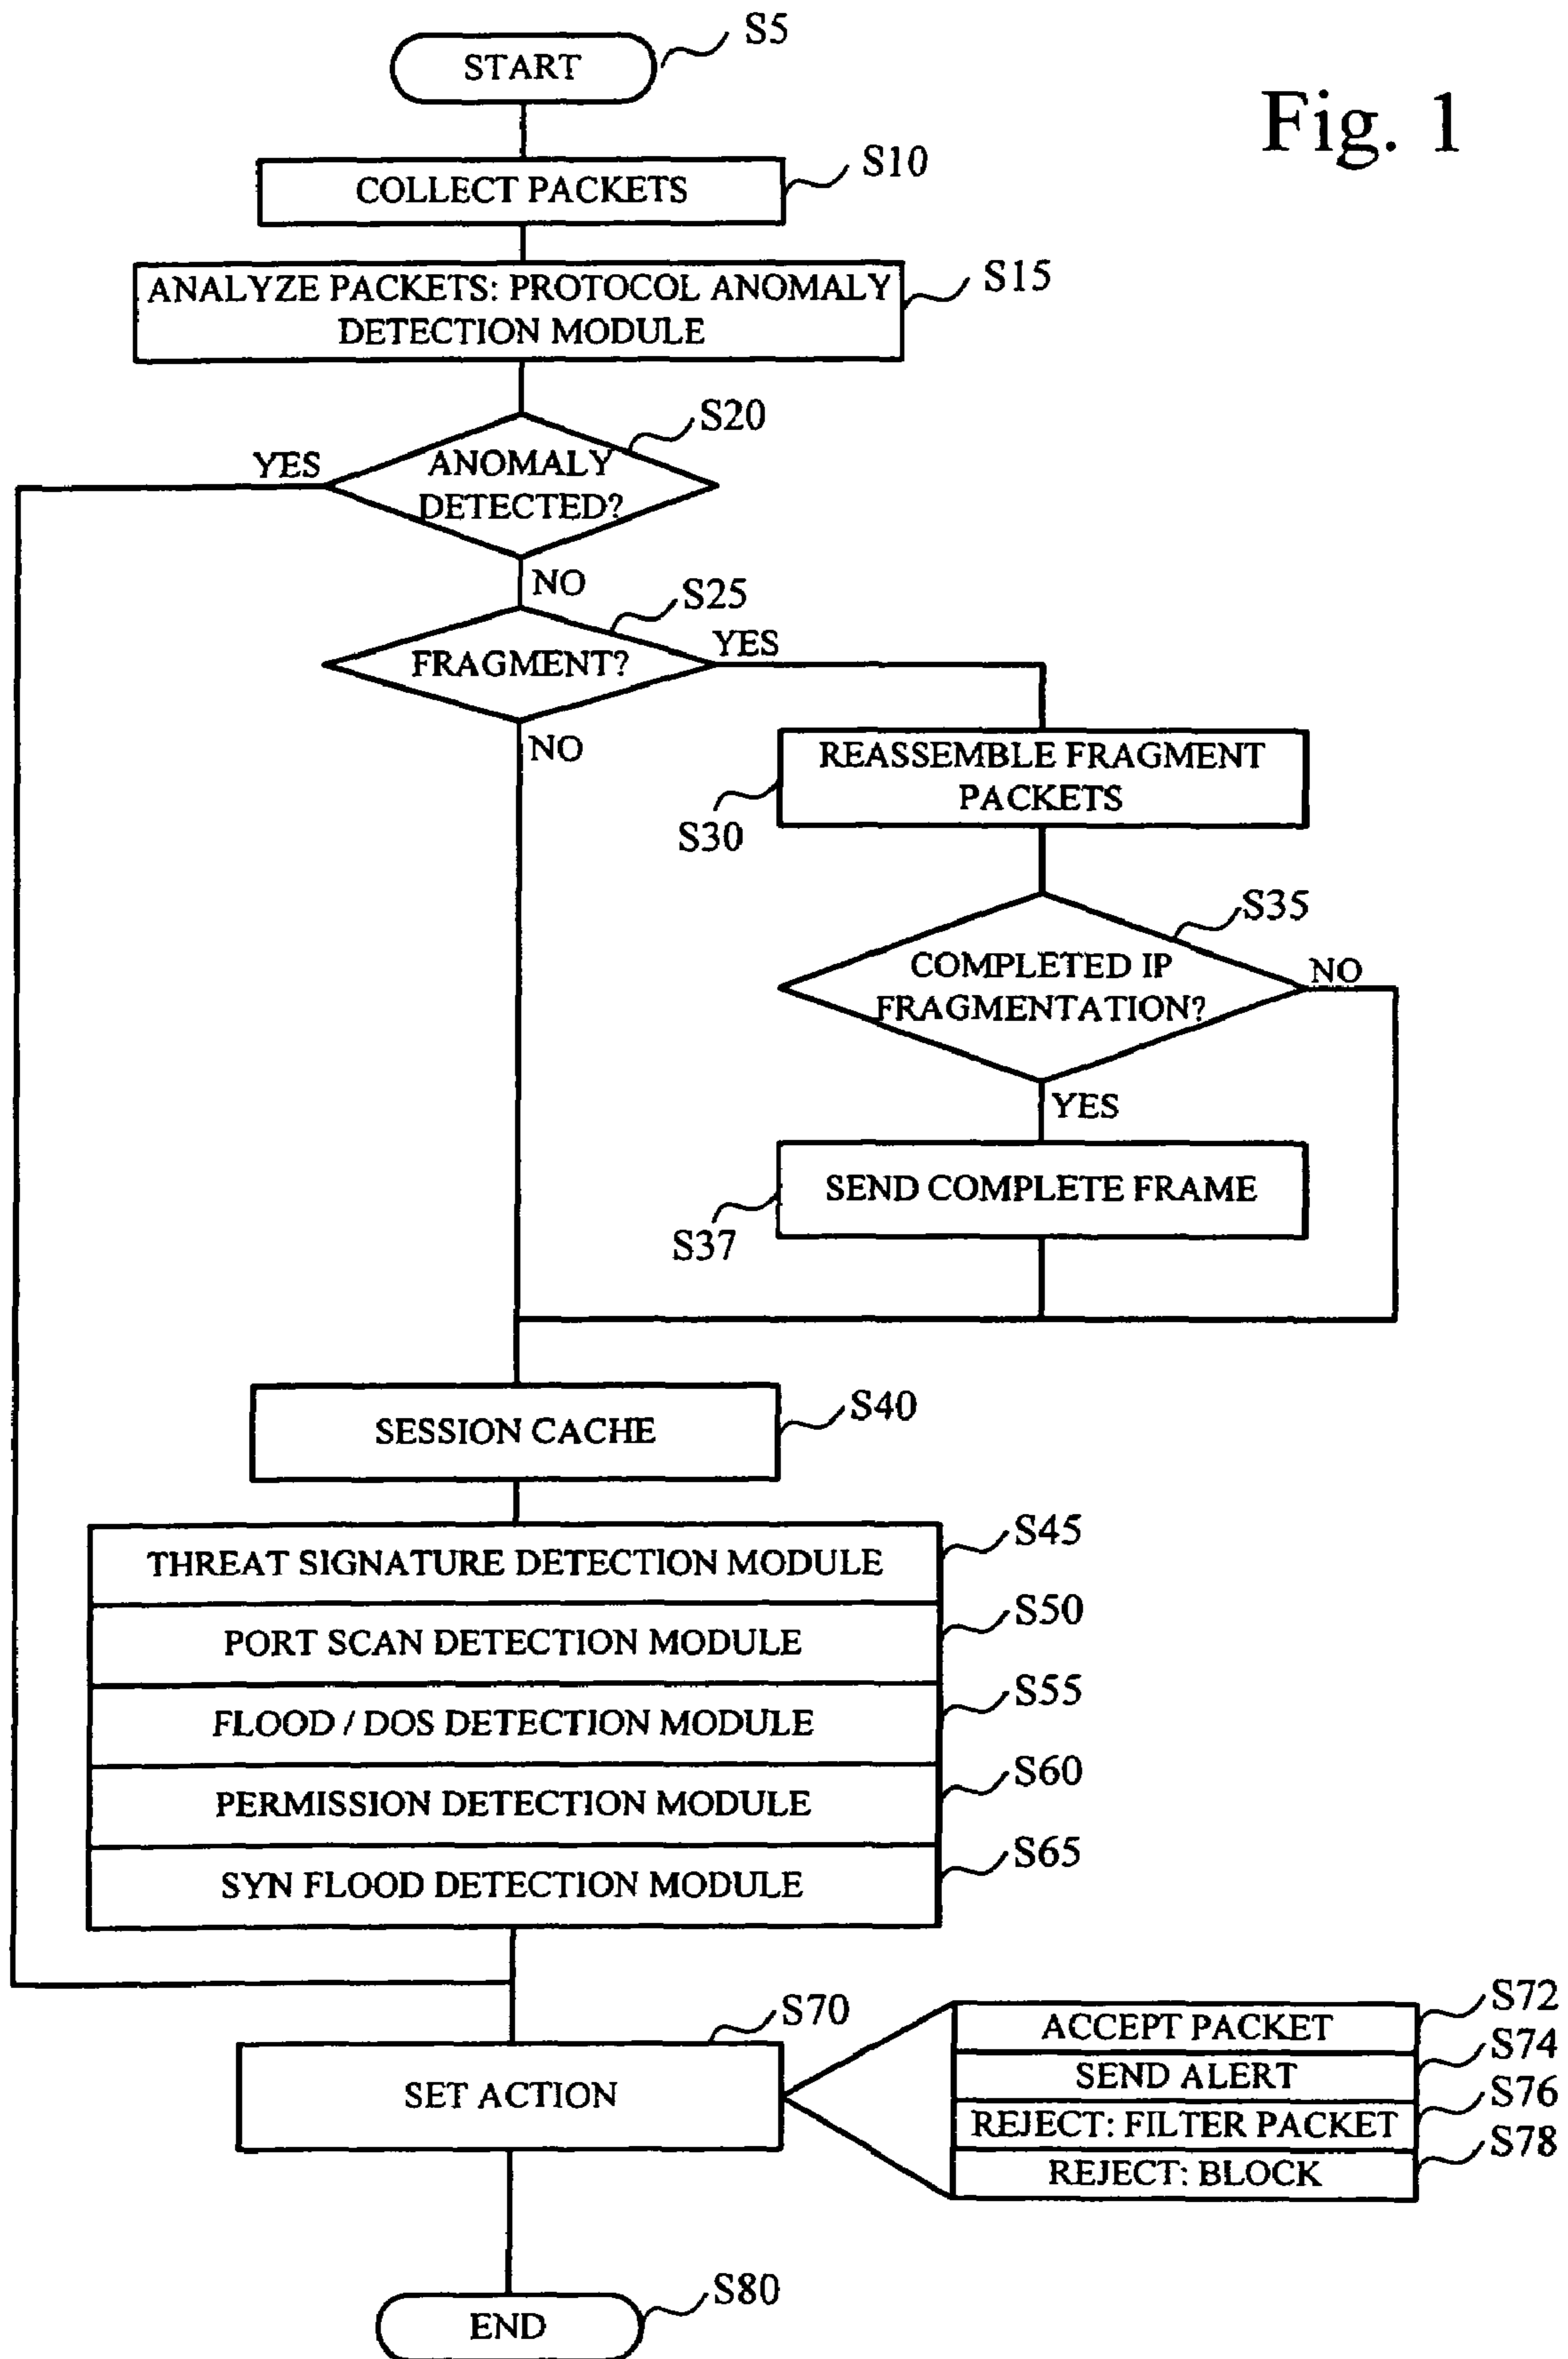 S5
START
Fig. 1
S10
COLLECT PACKETS
S15
ANALYZE PACKETS: PROTOCOL ANOMALY
DETECTION MODULE
S20
YES
ANOMALY
DETECTED?
NO
S25
YES
FRAGMENT?
NO
REASSEMBLE FRAGMENT
PACKETS
S30
S35
COMPLETED IP
FRAGMENTATION?
NO
YES
SEND COMPLETE FRAME
S37
S40
SESSION CACHE
S45
THREAT SIGNATURE DETECTION MODULE
S50
PORT SCAN DETECTION MODULE
S55
FLOOD / DOS DETECTION MODULE
S60
PERMISSION DETECTION MODULE
S65
SYN FLOOD DETECTION MODULE
S70
SET ACTION
S72
ACCEPT PACKET
S74
SEND ALERT
S76
REJECT: FILTER PACKET
S78
REJECT: BLOCK
S80
END